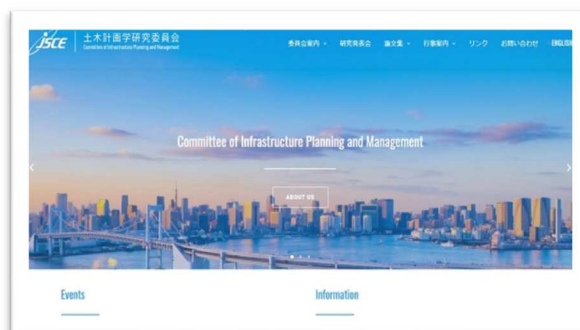 JSCE 土木計画学研究委員会
Committee of Infrastructure Planning and Management
委員会案内 研究発表会 論文集 行事案内 リンク お問い合わせ ENGLISH
Committee of Infrastructure Planning and Management
ABOUT US
Events Information